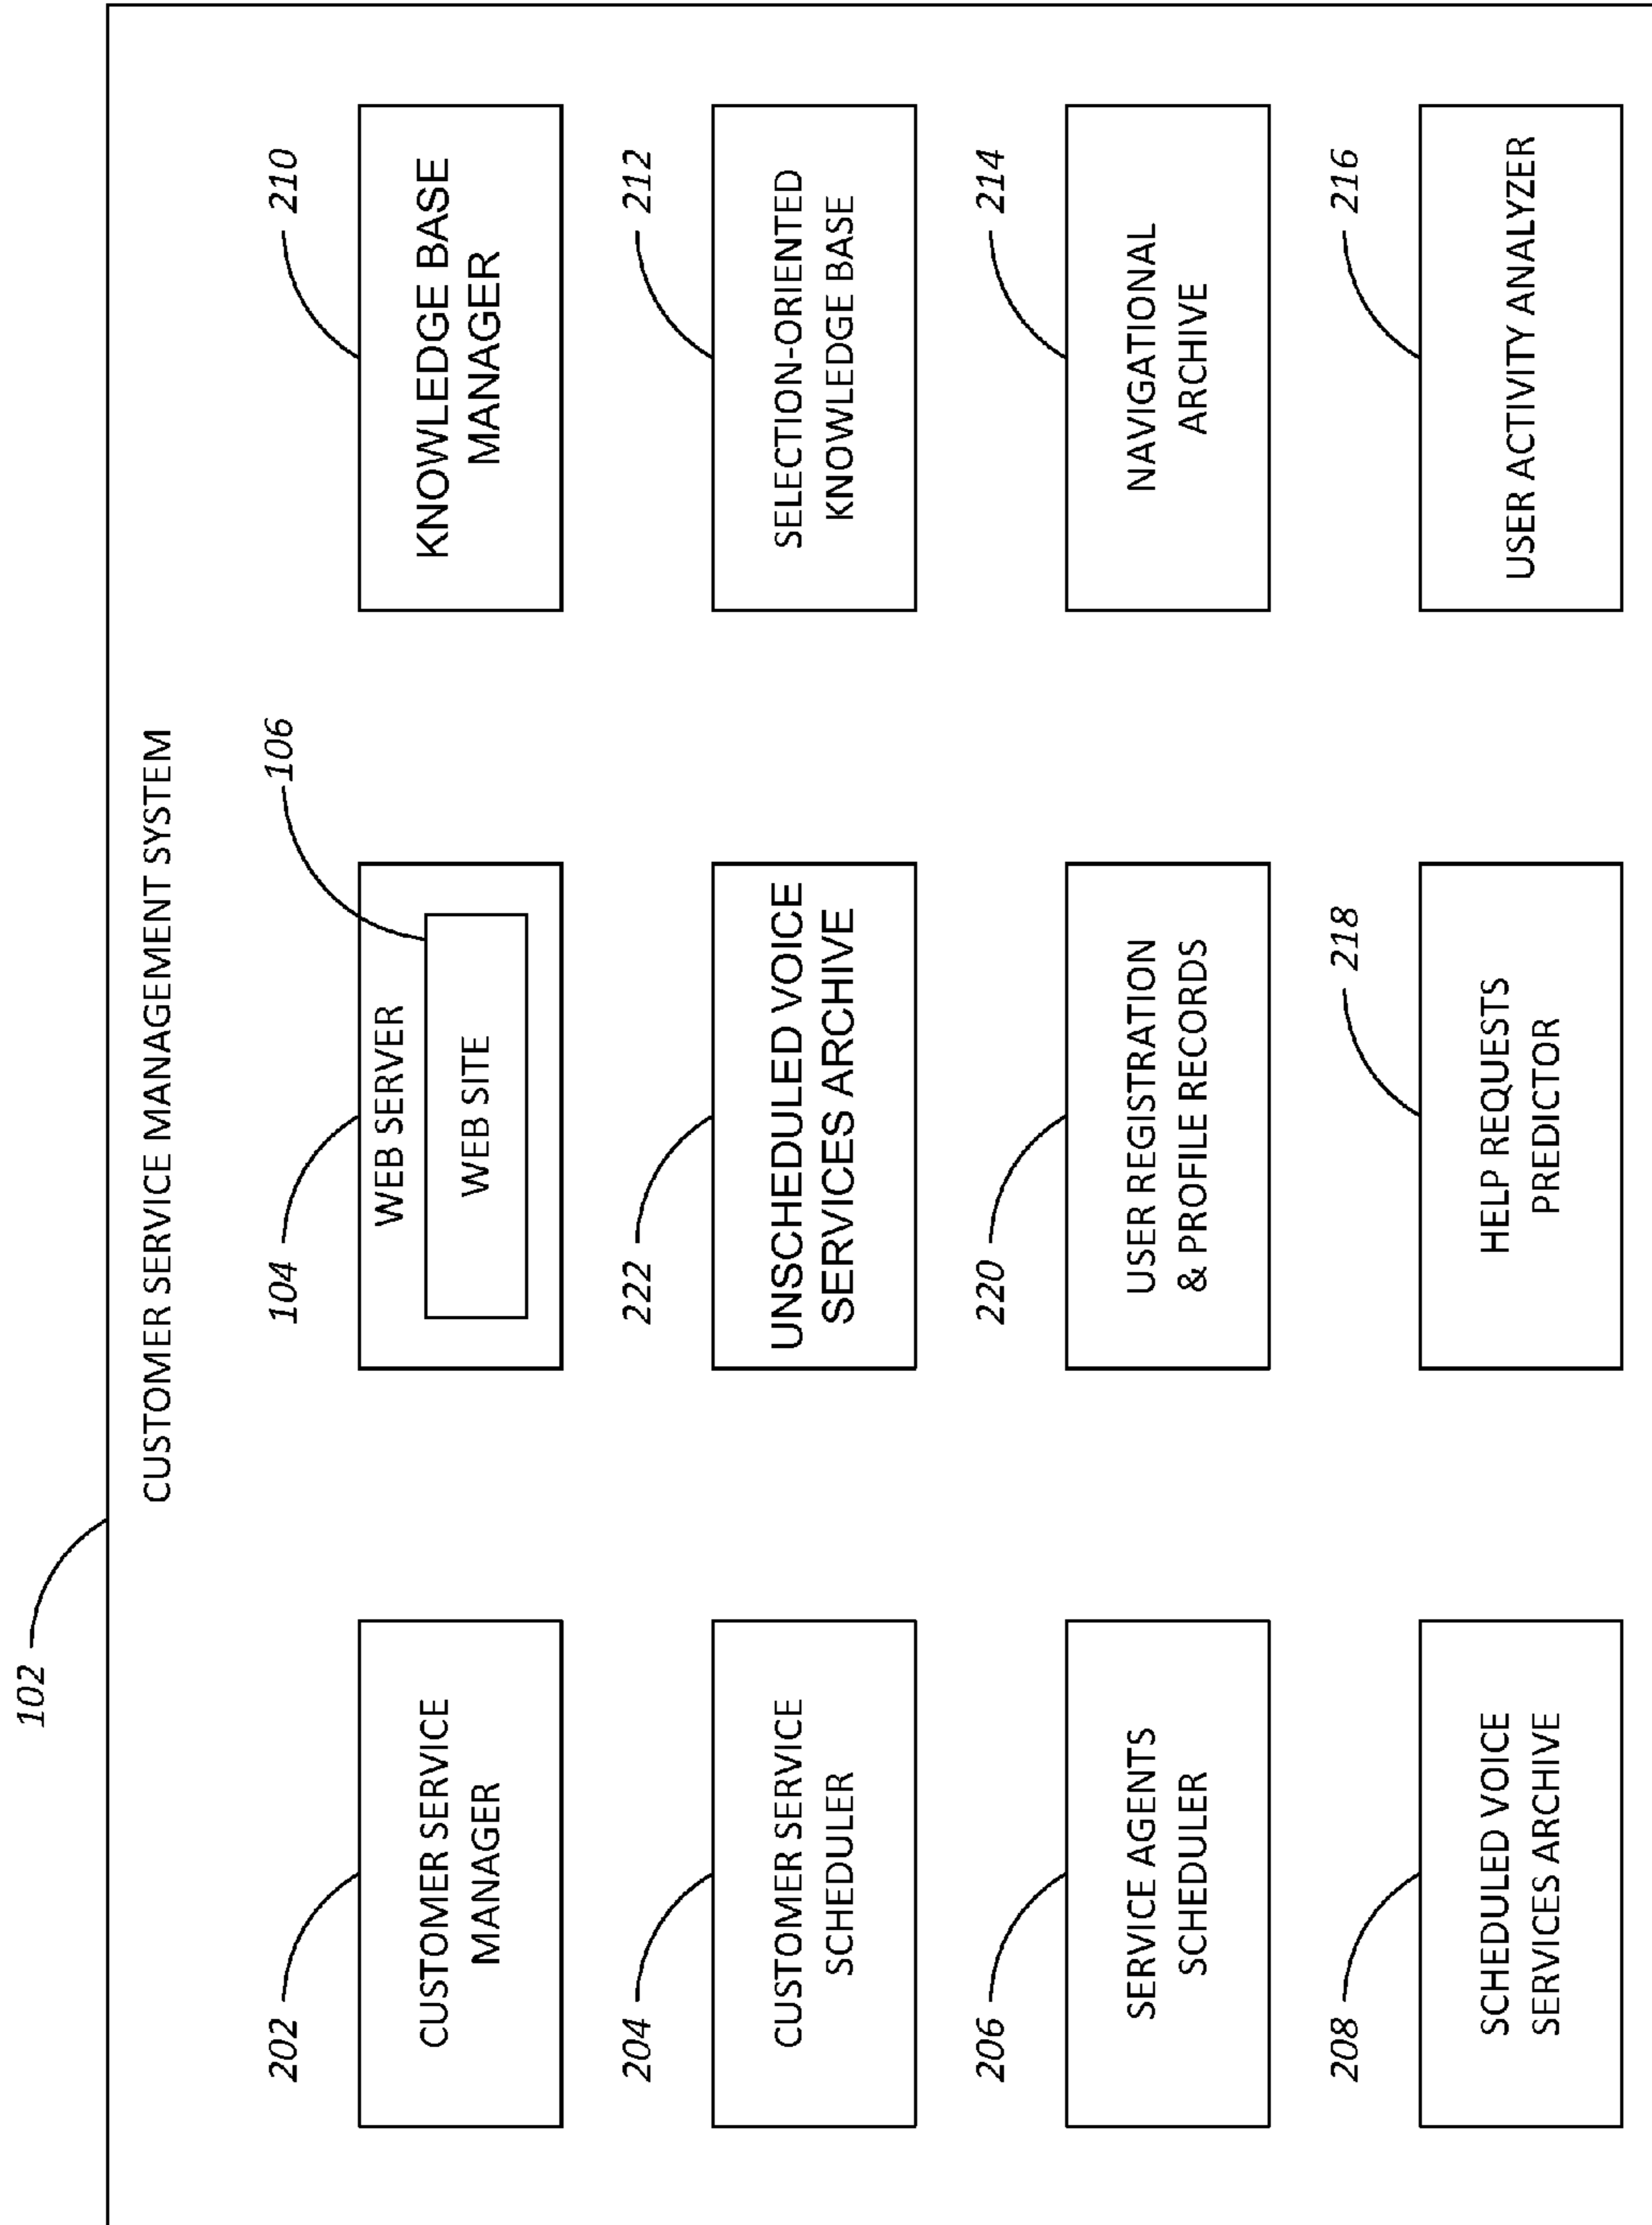 102
CUSTOMER SERVICE MANAGEMENT SYSTEM
202
CUSTOMER SERVICE
MANAGER
104
WEB SERVER
106
WEB SITE
210
KNOWLEDGE BASE
MANAGER
204
CUSTOMER SERVICE
SCHEDULER
222
UNSCHEDULED VOICE
SERVICES ARCHIVE
212
SELECTION-ORIENTED
KNOWLEDGE BASE
206
SERVICE AGENTS
SCHEDULER
220
USER REGISTRATION
& PROFILE RECORDS
214
NAVIGATIONAL
ARCHIVE
208
SCHEDULED VOICE
SERVICES ARCHIVE
218
HELP REQUESTS
PREDICTOR
216
USER ACTIVITY ANALYZER